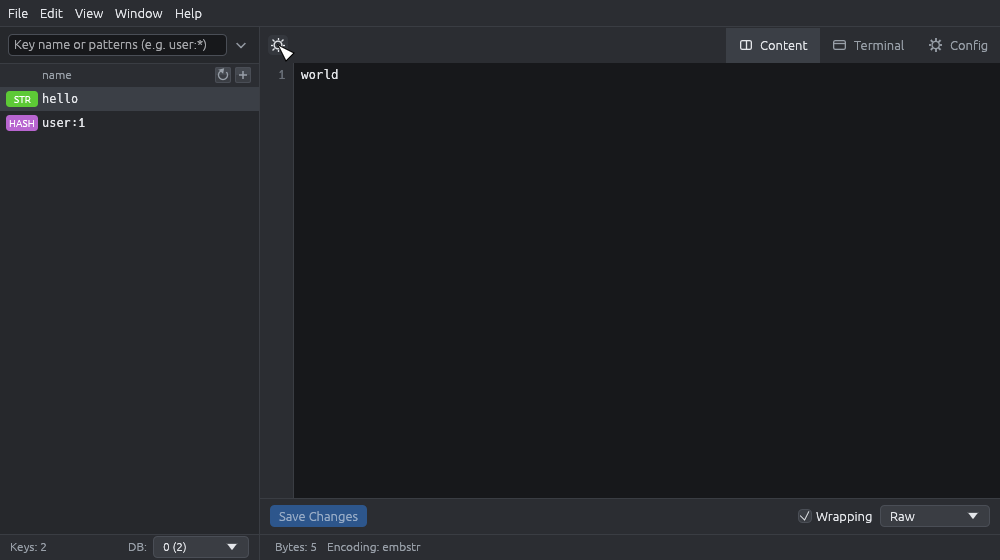 File Edit View Window Help
Key name or patterns (e.g. user:*)
Content Terminal Config
name
1 world
STR hello
HASH user:1
Save Changes
Wrapping Raw
Keys: 2 DB: 0 (2) Bytes: 5 Encoding: embstr